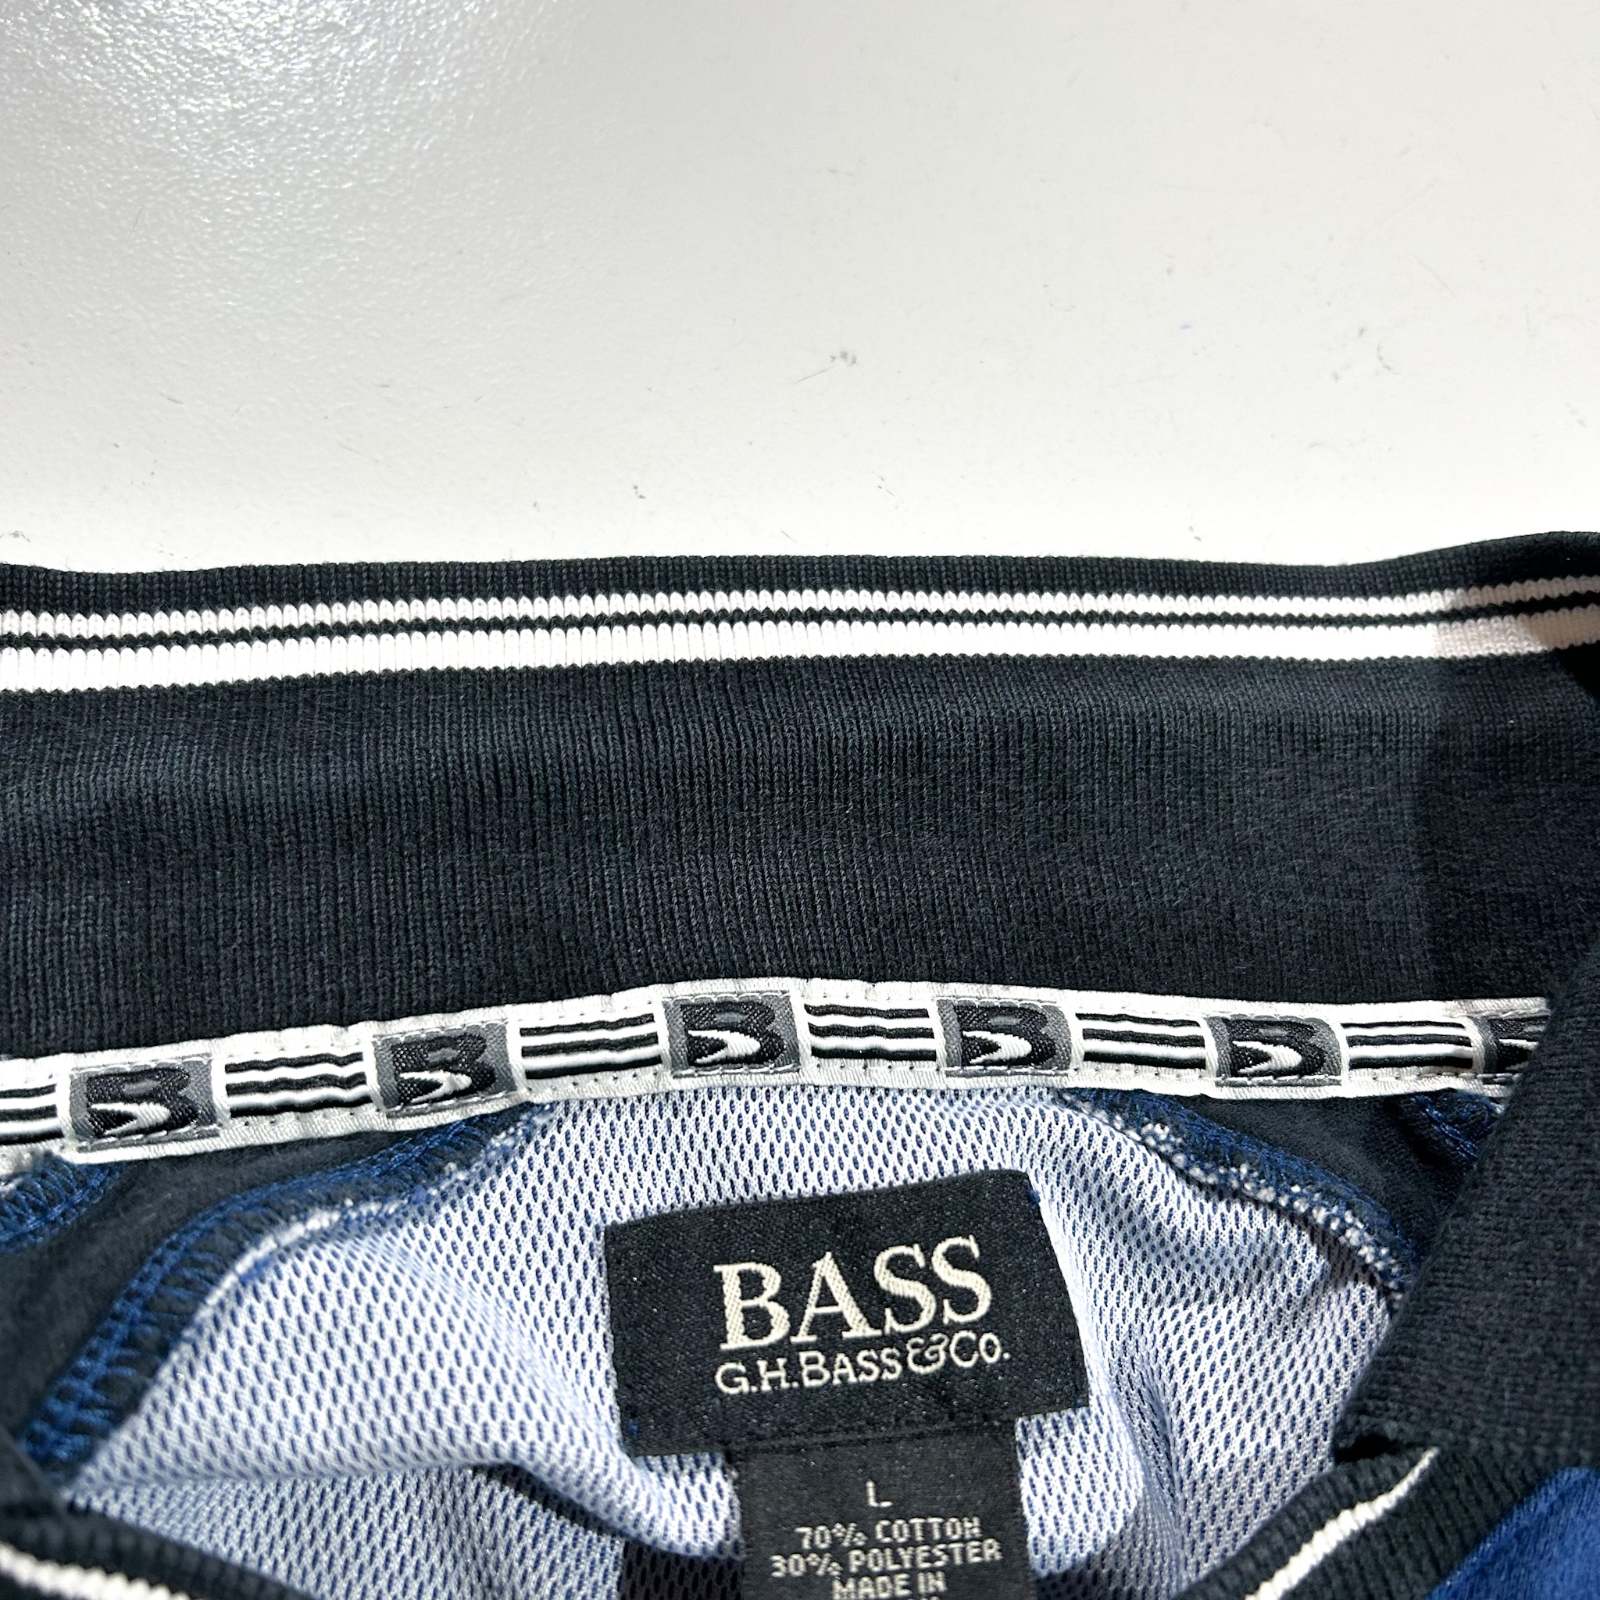 B B B B B
BASS
G.H.BASS&CO.
L
70% COTTON
30% POLYESTER
MADE IN